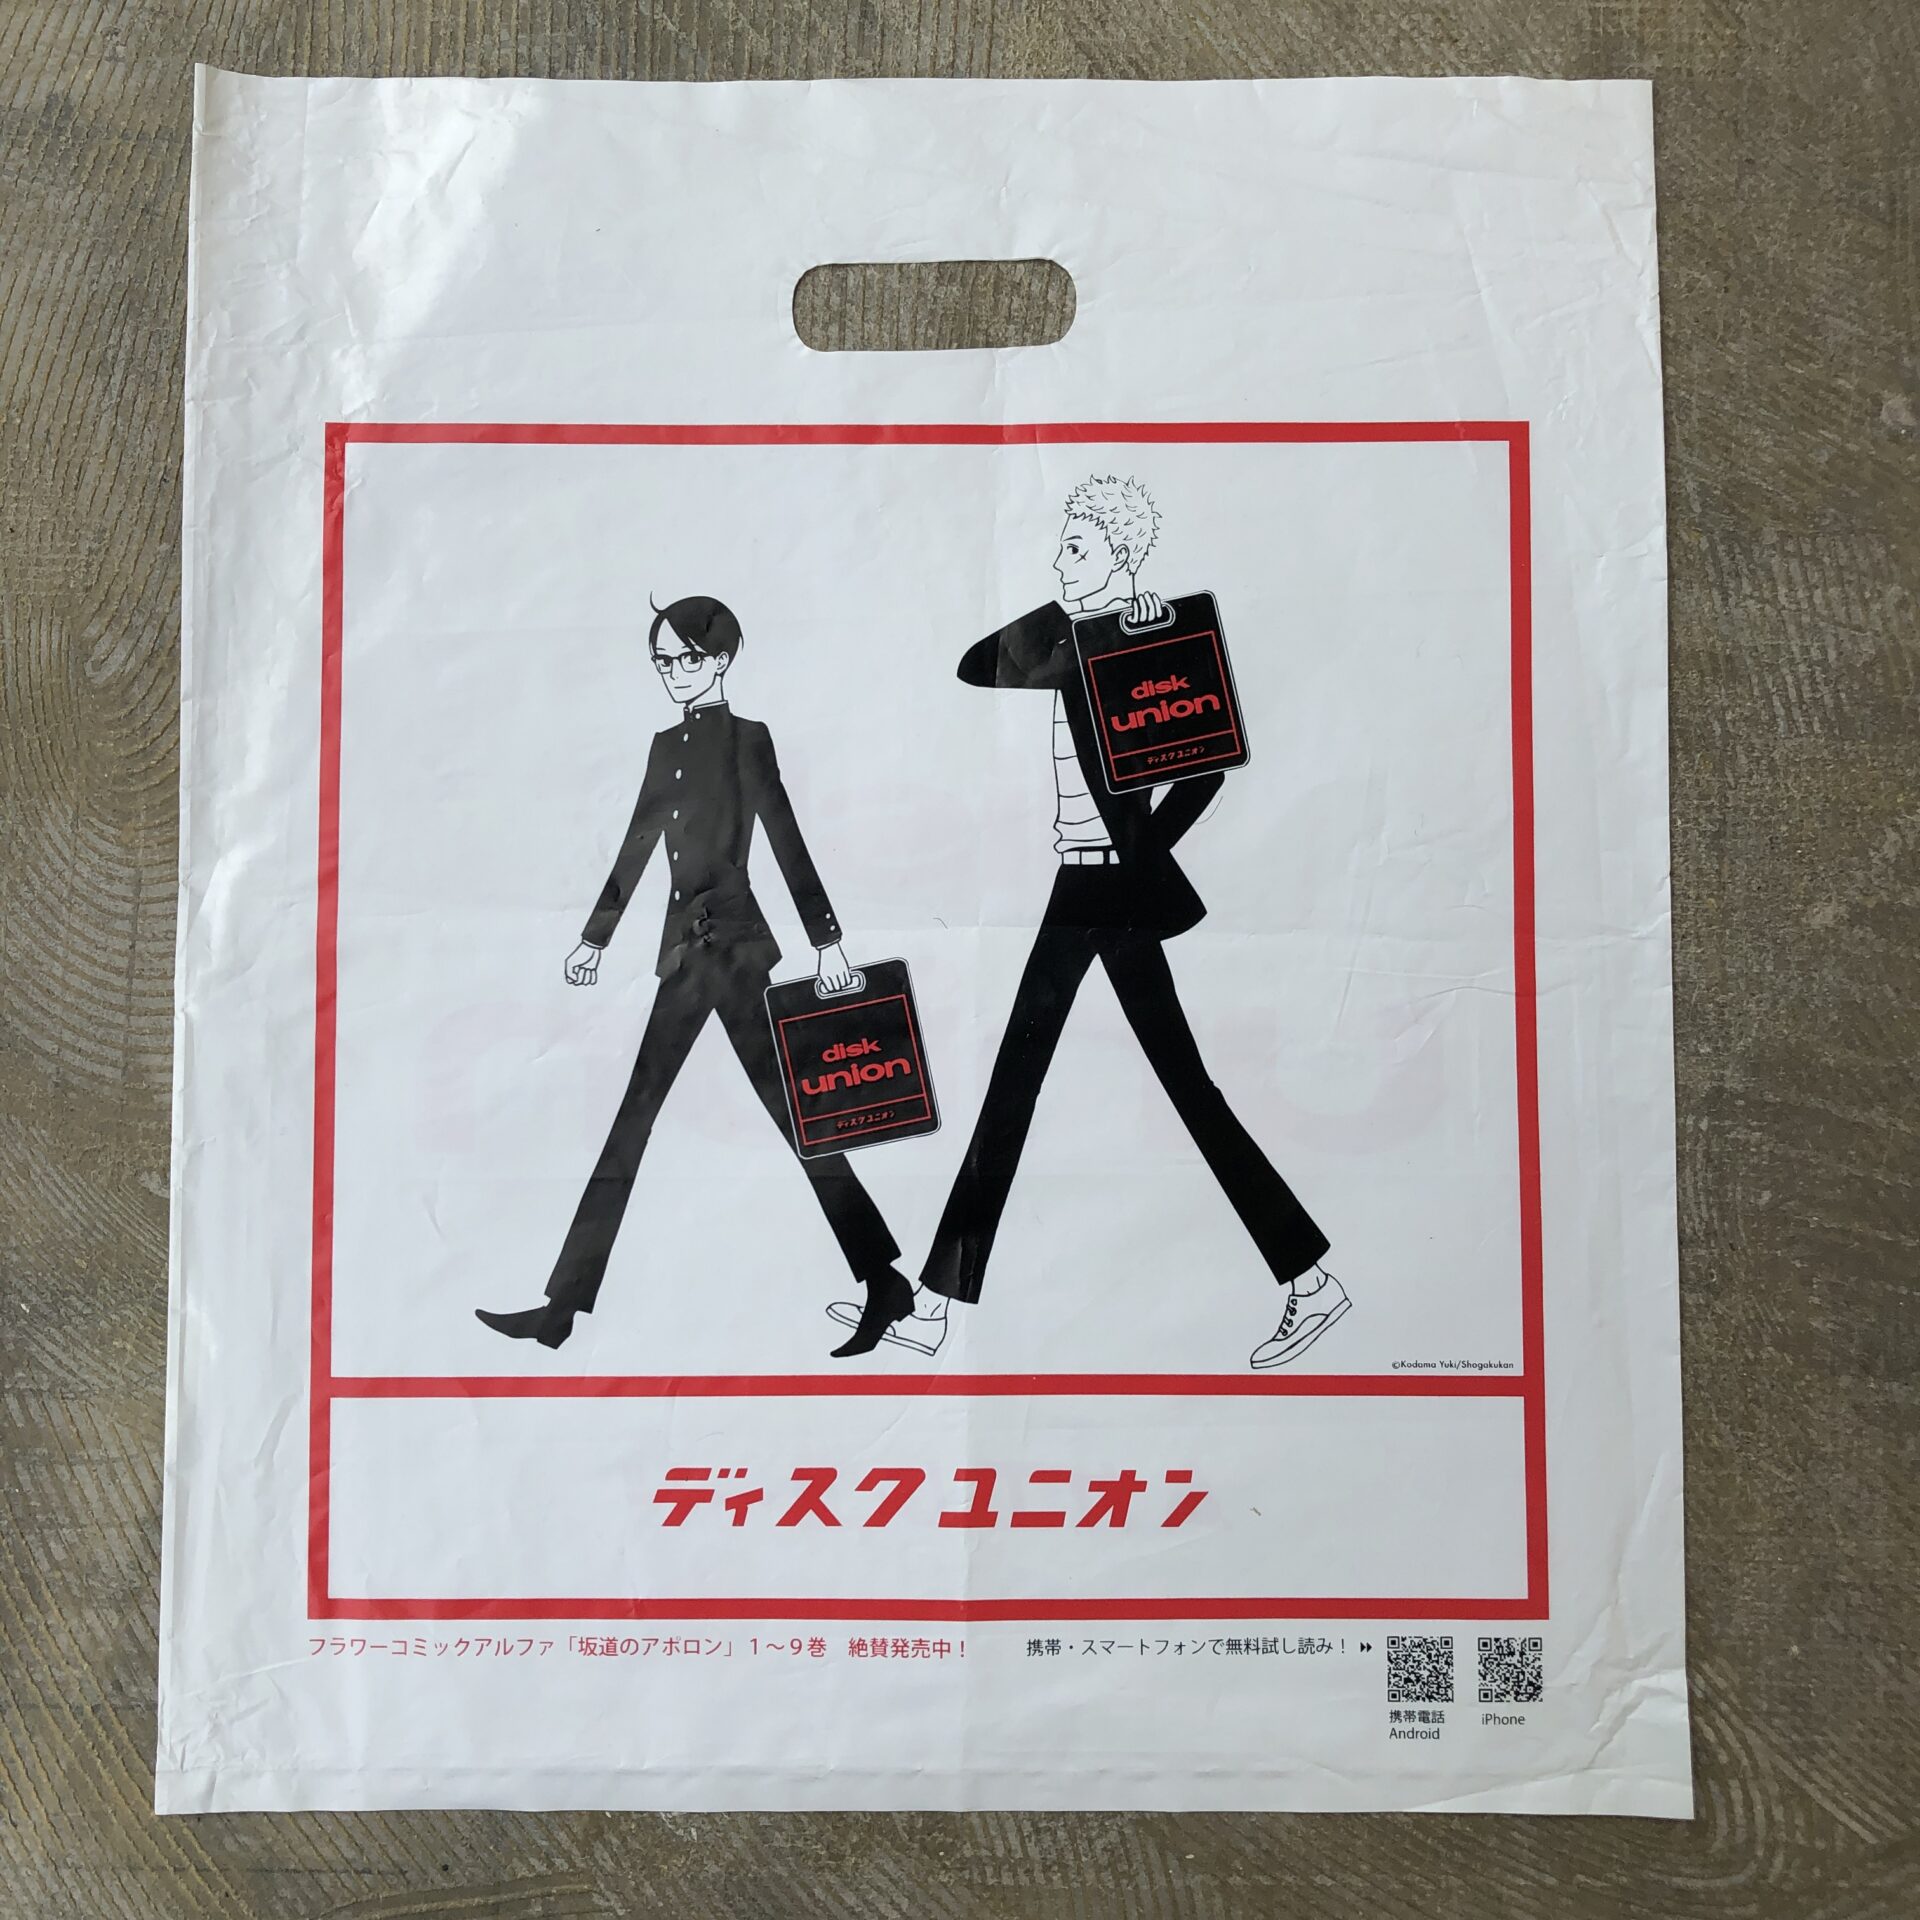 disk
union
ディスクユニオン
disk
union
ディスクユニオン
©Kodama Yuki/Shogakukan
ディスクユニオン
フラワーコミックアルファ「坂道のアポロン」1〜9巻 絶賛発売中！
携帯・スマートフォンで無料試し読み！
携帯電話
Android
iPhone